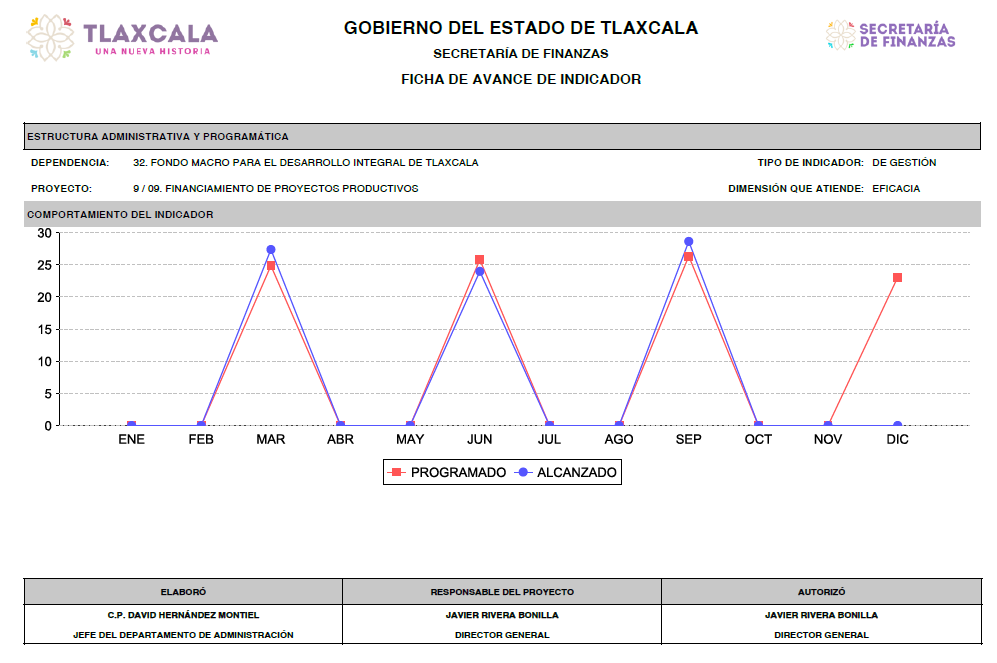 TLAXCALA
UNA NUEVA HISTORIA
GOBIERNO DEL ESTADO DE TLAXCALA
SECRETARÍA DE FINANZAS
FICHA DE AVANCE DE INDICADOR
SECRETARÍA
DE FINANZAS
ESTRUCTURA ADMINISTRATIVA Y PROGRAMÁTICA
DEPENDENCIA: 32. FONDO MACRO PARA EL DESARROLLO INTEGRAL DE TLAXCALA TIPO DE INDICADOR: DE GESTIÓN
PROYECTO: 9 / 09. FINANCIAMIENTO DE PROYECTOS PRODUCTIVOS DIMENSIÓN QUE ATIENDE: EFICACIA
COMPORTAMIENTO DEL INDICADOR
30
25
20
15
10
5
0
ENE FEB MAR ABR MAY JUN JUL AGO SEP OCT NOV DIC
PROGRAMADO ALCANZADO
ELABORÓ RESPONSABLE DEL PROYECTO AUTORIZÓ
C.P. DAVID HERNÁNDEZ MONTIEL JAVIER RIVERA BONILLA JAVIER RIVERA BONILLA
JEFE DEL DEPARTAMENTO DE ADMINISTRACIÓN DIRECTOR GENERAL DIRECTOR GENERAL